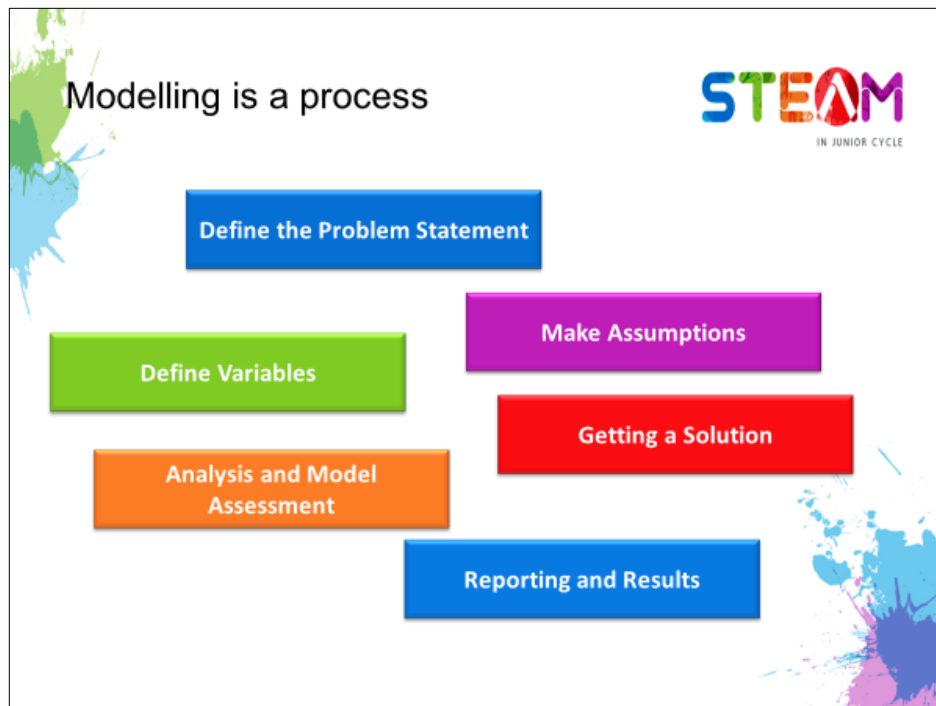 Modelling is a process
STEAM
IN JUNIOR CYCLE
Define the Problem Statement
Make Assumptions
Define Variables
Getting a Solution
Analysis and Model
Assessment
Reporting and Results